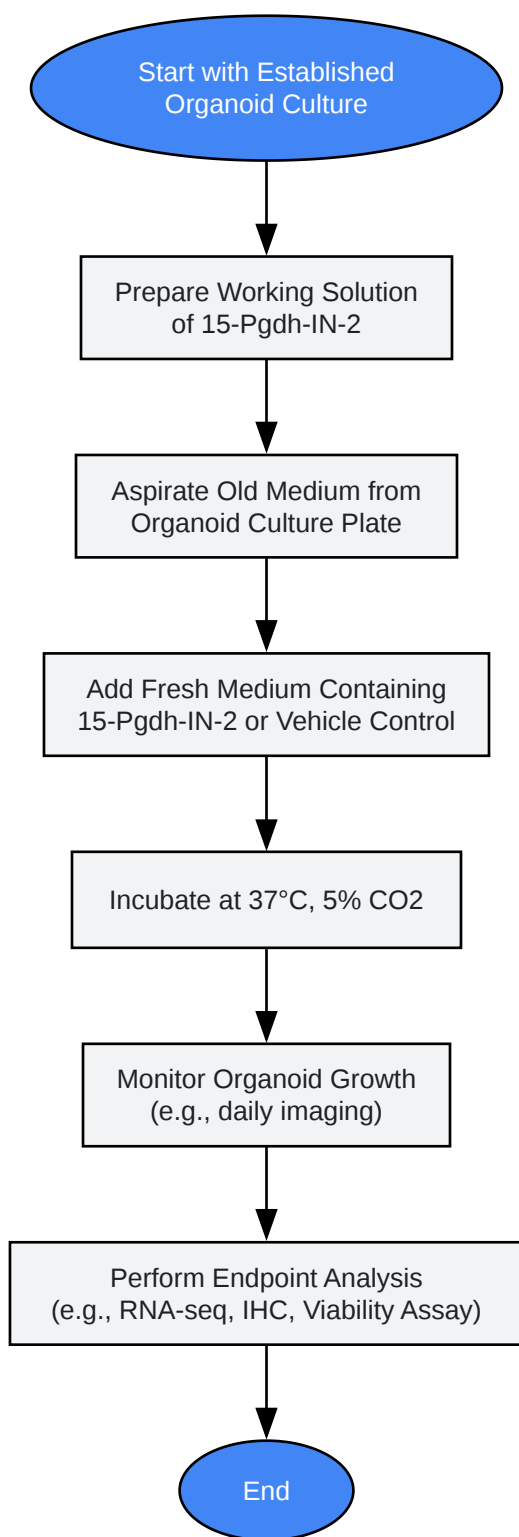 Start with Established
Organoid Culture
Prepare Working Solution
of 15-Pgdh-IN-2
Aspirate Old Medium from
Organoid Culture Plate
Add Fresh Medium Containing
15-Pgdh-IN-2 or Vehicle Control
Incubate at 37°C, 5% CO2
Monitor Organoid Growth
(e.g., daily imaging)
Perform Endpoint Analysis
(e.g., RNA-seq, IHC, Viability Assay)
End